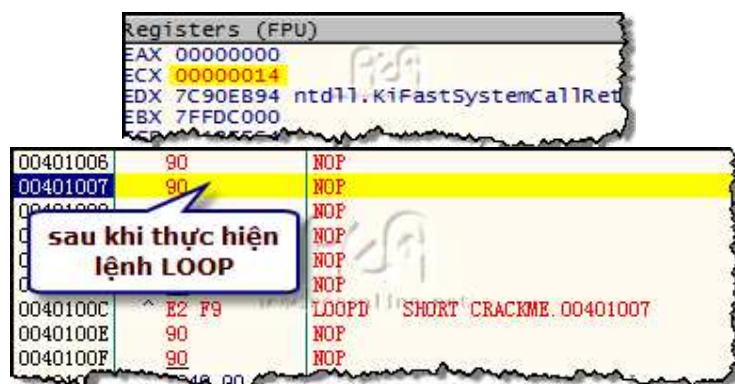 Registers (FPU)
EAX 00000000
ECX 00000014
EDX 7C90EB94 ntdll.KiFastSystemCallRet
EBX 7FFDC000
00401006 90 NOP
00401007 90 NOP
NOP
sau khi thực hiện
lệnh LOOP
NOP
NOP
NOP
NOP
0040100C ^ E2 F9 LOOPD SHORT CRACKME.00401007
0040100E 90 NOP
0040100F 90 NOP